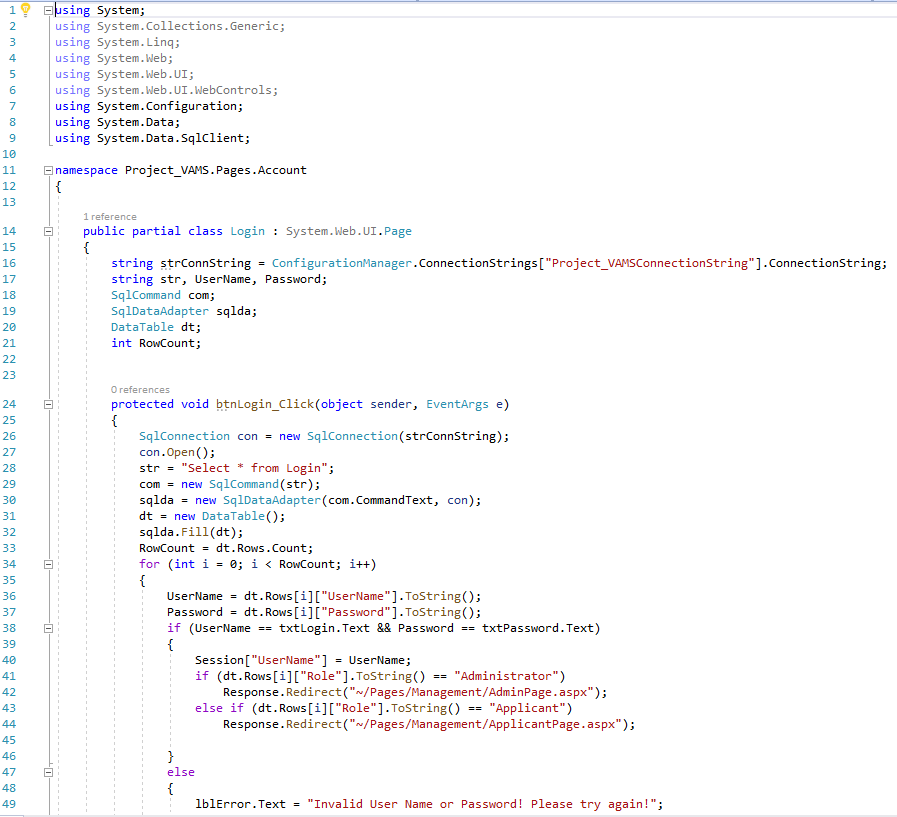 1 using System;
2 using System.Collections.Generic;
3 using System.Linq;
4 using System.Web;
5 using System.Web.UI;
6 using System.Web.UI.WebControls;
7 using System.Configuration;
8 using System.Data;
9 using System.Data.SqlClient;
10
11 namespace Project_VAMS.Pages.Account
12 {
13
1 reference
14 public partial class Login : System.Web.UI.Page
15 {
16 string strConnString = ConfigurationManager.ConnectionStrings["Project_VAMSConnectionString"].ConnectionString;
17 string str, UserName, Password;
18 SqlCommand com;
19 SqlDataAdapter sqlda;
20 DataTable dt;
21 int RowCount;
22
23
0 references
24 protected void btnLogin_Click(object sender, EventArgs e)
25 {
26 SqlConnection con = new SqlConnection(strConnString);
27 con.Open();
28 str = "Select * from Login";
29 com = new SqlCommand(str);
30 sqlda = new SqlDataAdapter(com.CommandText, con);
31 dt = new DataTable();
32 sqlda.Fill(dt);
33 RowCount = dt.Rows.Count;
34 for (int i = 0; i < RowCount; i++)
35 {
36 UserName = dt.Rows[i]["UserName"].ToString();
37 Password = dt.Rows[i]["Password"].ToString();
38 if (UserName == txtLogin.Text && Password == txtPassword.Text)
39 {
40 Session["UserName"] = UserName;
41 if (dt.Rows[i]["Role"].ToString() == "Administrator")
42 Response.Redirect("~/Pages/Management/AdminPage.aspx");
43 else if (dt.Rows[i]["Role"].ToString() == "Applicant")
44 Response.Redirect("~/Pages/Management/ApplicantPage.aspx");
45
46 }
47 else
48 {
49 lblError.Text = "Invalid User Name or Password! Please try again!";